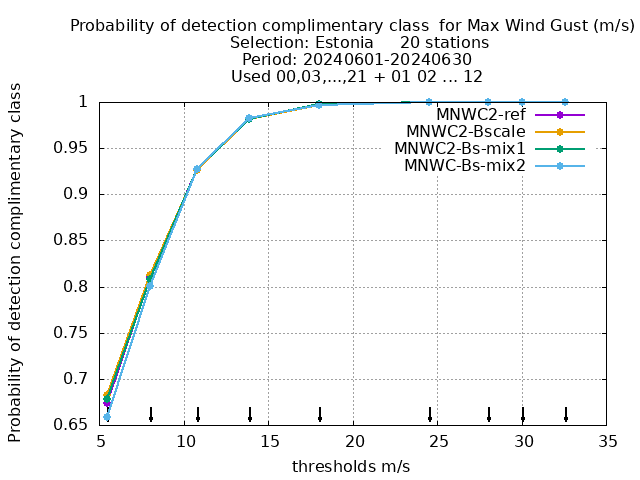 Probability of detection complimentary class  for Max Wind Gust (m/s)
Selection: Estonia     20 stations
Period: 20240601-20240630
Used 00,03,...,21 + 01 02 ... 12
Probability of detection complimentary class
1
0.95
0.9
0.85
0.8
0.75
0.7
0.65
MNWC2-ref
MNWC2-Bscale
MNWC2-Bs-mix1
MNWC-Bs-mix2
5 10 15 20 25 30 35
thresholds m/s